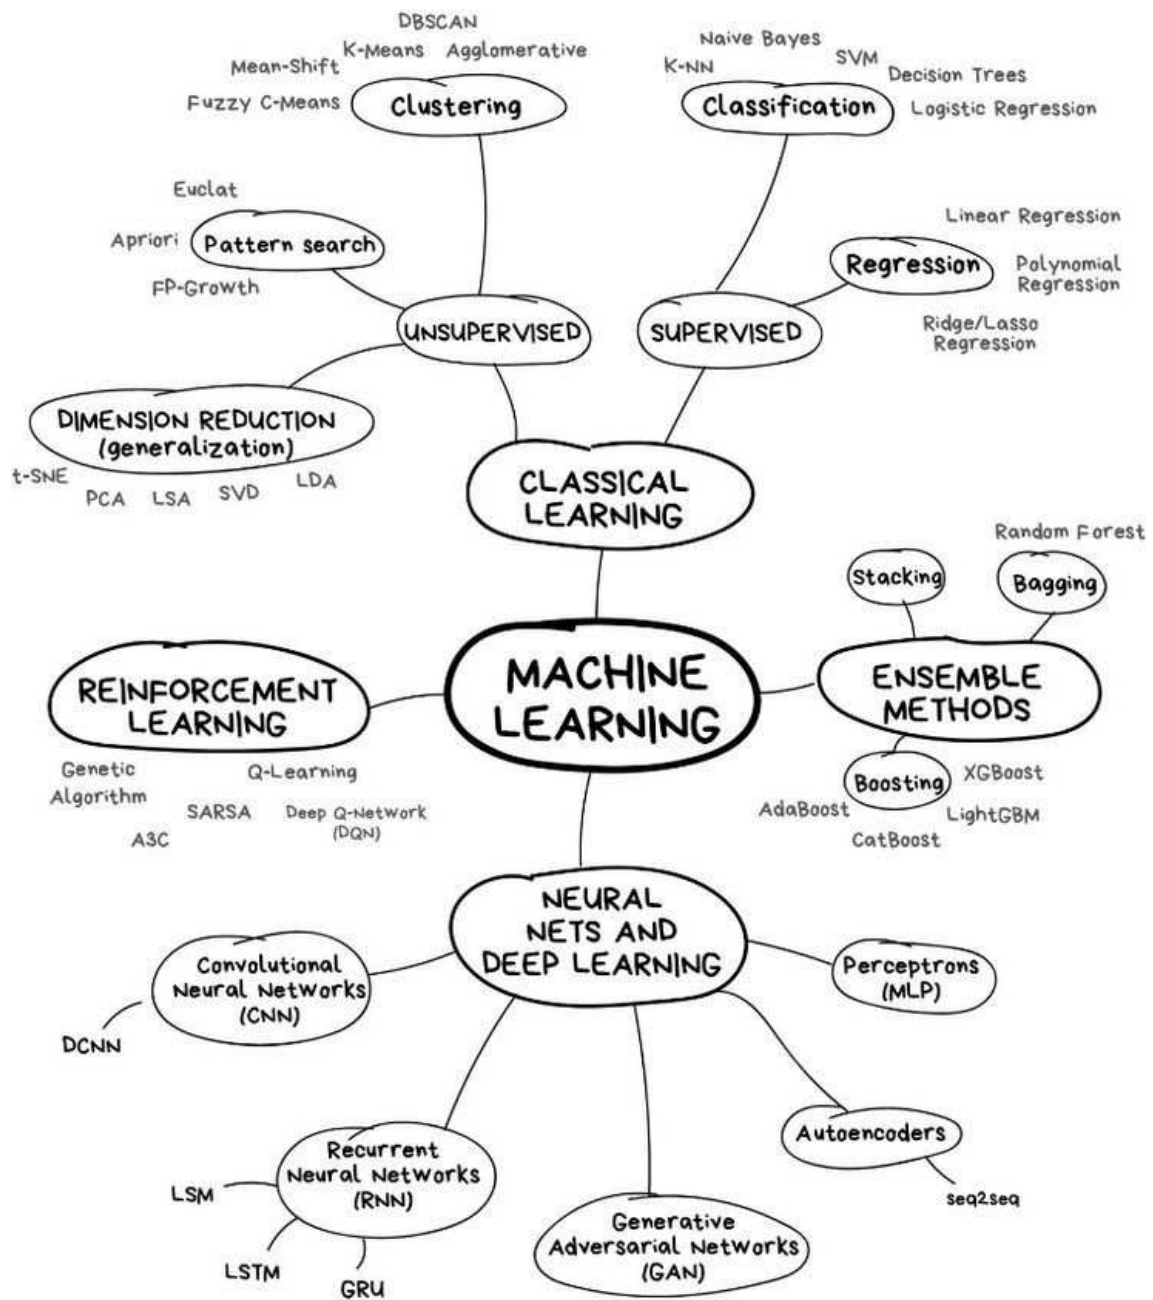 DBSCAN
K-Means
Agglomerative
Mean-Shift
Fuzzy C-Means
Clustering
Naive Bayes
K-NN
SVM
Decision Trees
Classification
Logistic Regression
Euclat
Apriori
Pattern search
FP-Growth
Linear Regression
Regression
Polynomial
Regression
Ridge/Lasso
Regression
UNSUPERVISED
SUPERVISED
DIMENSION REDUCTION
(generalization)
t-SNE
PCA
LSA
SVD
LDA
CLASSICAL
LEARNING
Random Forest
Stacking
Bagging
MACHINE
LEARNING
REINFORCEMENT
LEARNING
ENSEMBLE
METHODS
Genetic
Algorithm
Q-Learning
SARSA
Deep Q-Network
(DQN)
A3C
Boosting
XGBoost
AdaBoost
LightGBM
CatBoost
NEURAL
NETS AND
DEEP LEARNING
Convolutional
Neural Networks
(CNN)
DCNN
Perceptrons
(MLP)
Autoencoders
seq2seq
Recurrent
Neural Networks
(RNN)
LSM
LSTM
GRU
Generative
Adversarial Networks
(GAN)